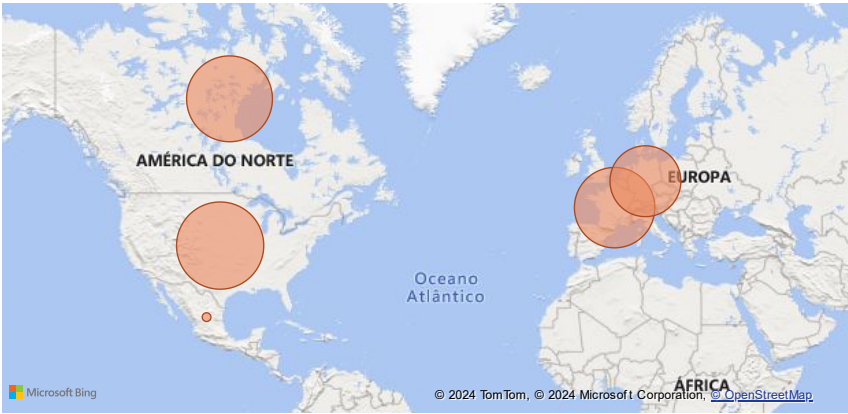 AMÉRICA DO NORTE
EUROPA
Oceano
Atlântico
ÁFRICA
Microsoft Bing
© 2024 TomTom, © 2024 Microsoft Corporation, © OpenStreetMap